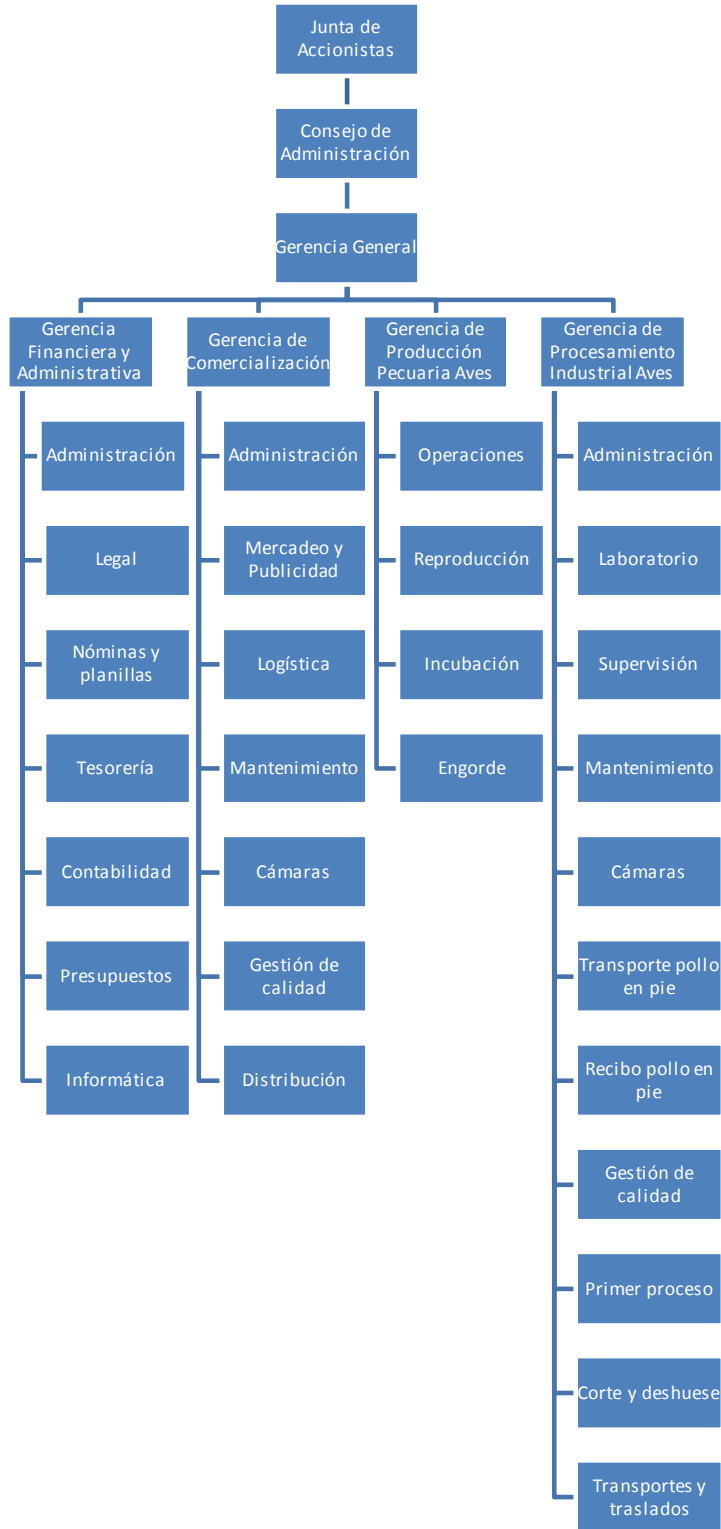 Junta de
Accionistas
Consejo de
Administración
Gerencia General
Gerencia
Financiera y
Administrativa
Gerencia de
Comercialización
Gerencia de
Producción
Pecuaria Aves
Gerencia de
Procesamiento
Industrial Aves
Administración
Legal
Nóminas y
planillas
Tesorería
Contabilidad
Presupuestos
Informática
Administración
Mercadeo y
Publicidad
Logística
Mantenimiento
Cámaras
Gestión de
calidad
Distribución
Operaciones
Reproducción
Incubación
Engorde
Administración
Laboratorio
Supervisión
Mantenimiento
Cámaras
Transporte pollo
en pie
Recibo pollo en
pie
Gestión de
calidad
Primer proceso
Corte y deshuese
Transportes y
traslados